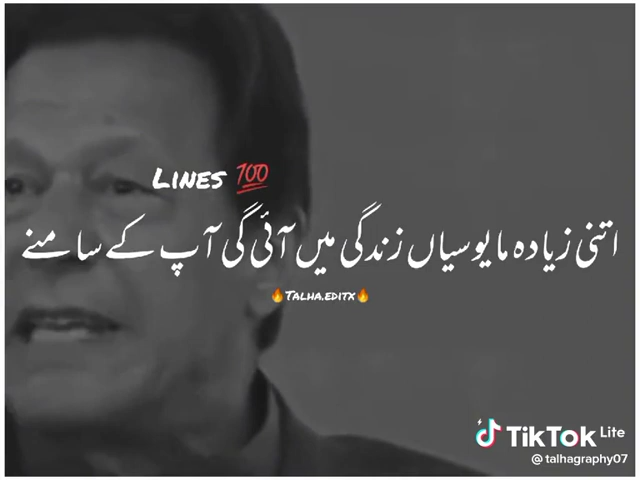 LINES 💯
اتنی زیادہ مایوسیاں زندگی میں آئی گی آپ کے سامنے
🔥TALHA.EDITX🔥
TikTok Lite
@talhagraphy07